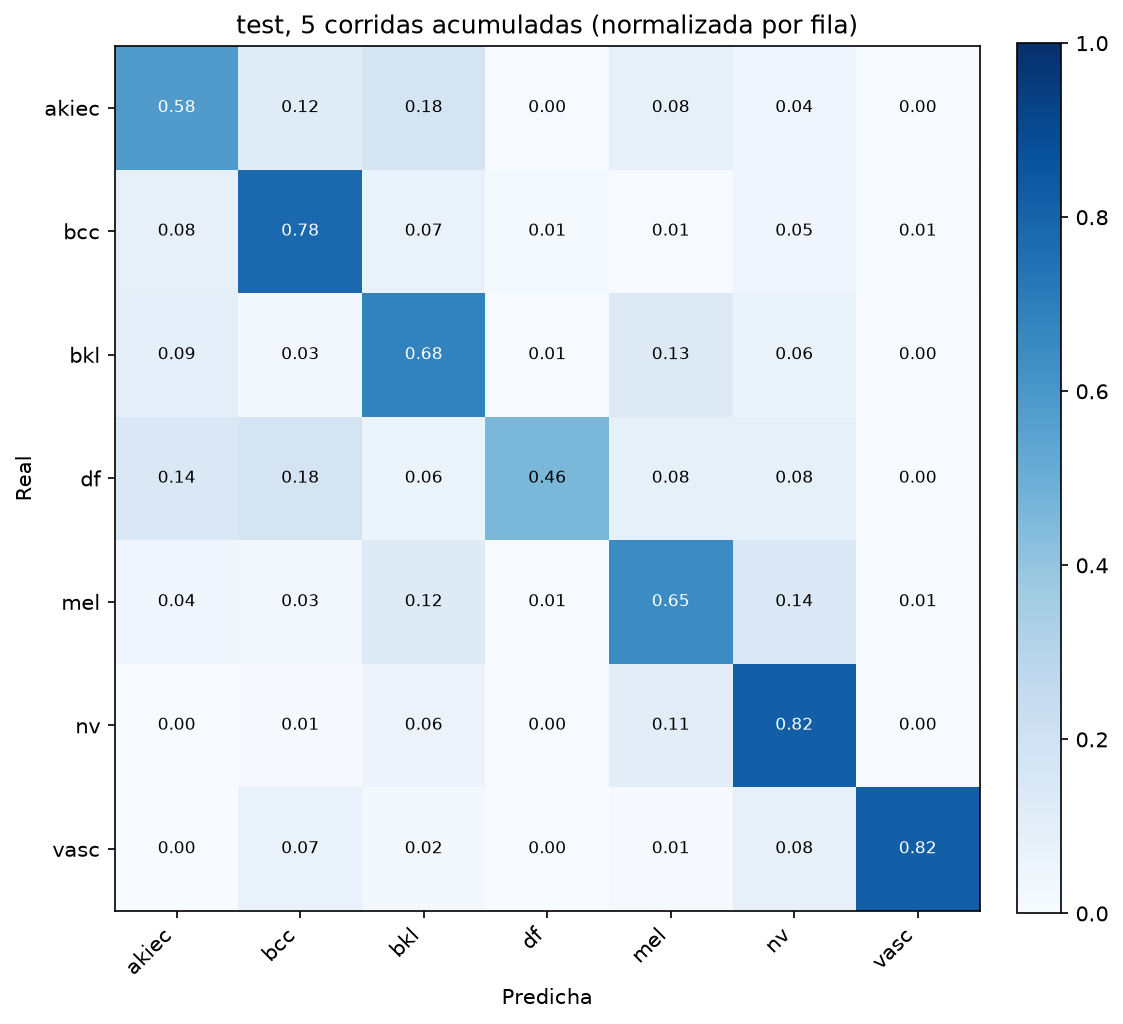 test, 5 corridas acumuladas (normalizada por fila)
akiec 0.58 0.12 0.18 0.00 0.08 0.04 0.00
bcc 0.08 0.78 0.07 0.01 0.01 0.05 0.01
bkl 0.09 0.03 0.68 0.01 0.13 0.06 0.00
df 0.14 0.18 0.06 0.46 0.08 0.08 0.00
mel 0.04 0.03 0.12 0.01 0.65 0.14 0.01
nv 0.00 0.01 0.06 0.00 0.11 0.82 0.00
vasc 0.00 0.07 0.02 0.00 0.01 0.08 0.82
akiec bcc bkl df mel nv vasc
Real
Predicha
1.0
0.8
0.6
0.4
0.2
0.0